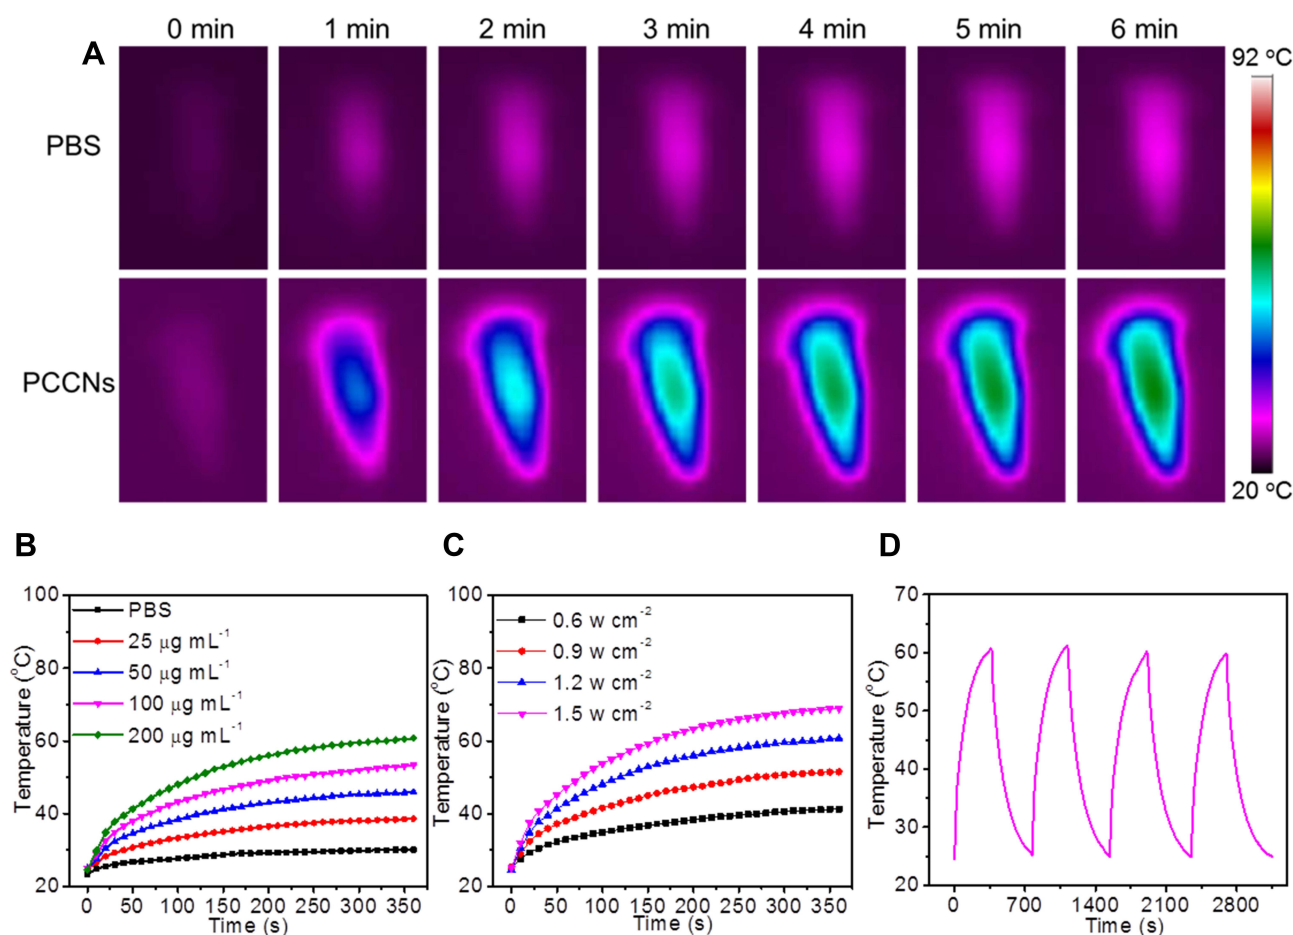 0 min 1 min 2 min 3 min 4 min 5 min 6 min
A
92 °C
PBS
PCCNs
20 °C
B
C
D
100
80
60
40
20
0 50 100 150 200 250 300 350
Time (s)
Temperature (°C)
PBS
25 μg mL⁻¹
50 μg mL⁻¹
100 μg mL⁻¹
200 μg mL⁻¹
100
80
60
40
20
0 50 100 150 200 250 300 350
Time (s)
Temperature (°C)
0.6 w cm⁻²
0.9 w cm⁻²
1.2 w cm⁻²
1.5 w cm⁻²
70
60
50
40
30
20
0 700 1400 2100 2800
Time (s)
Temperature (°C)